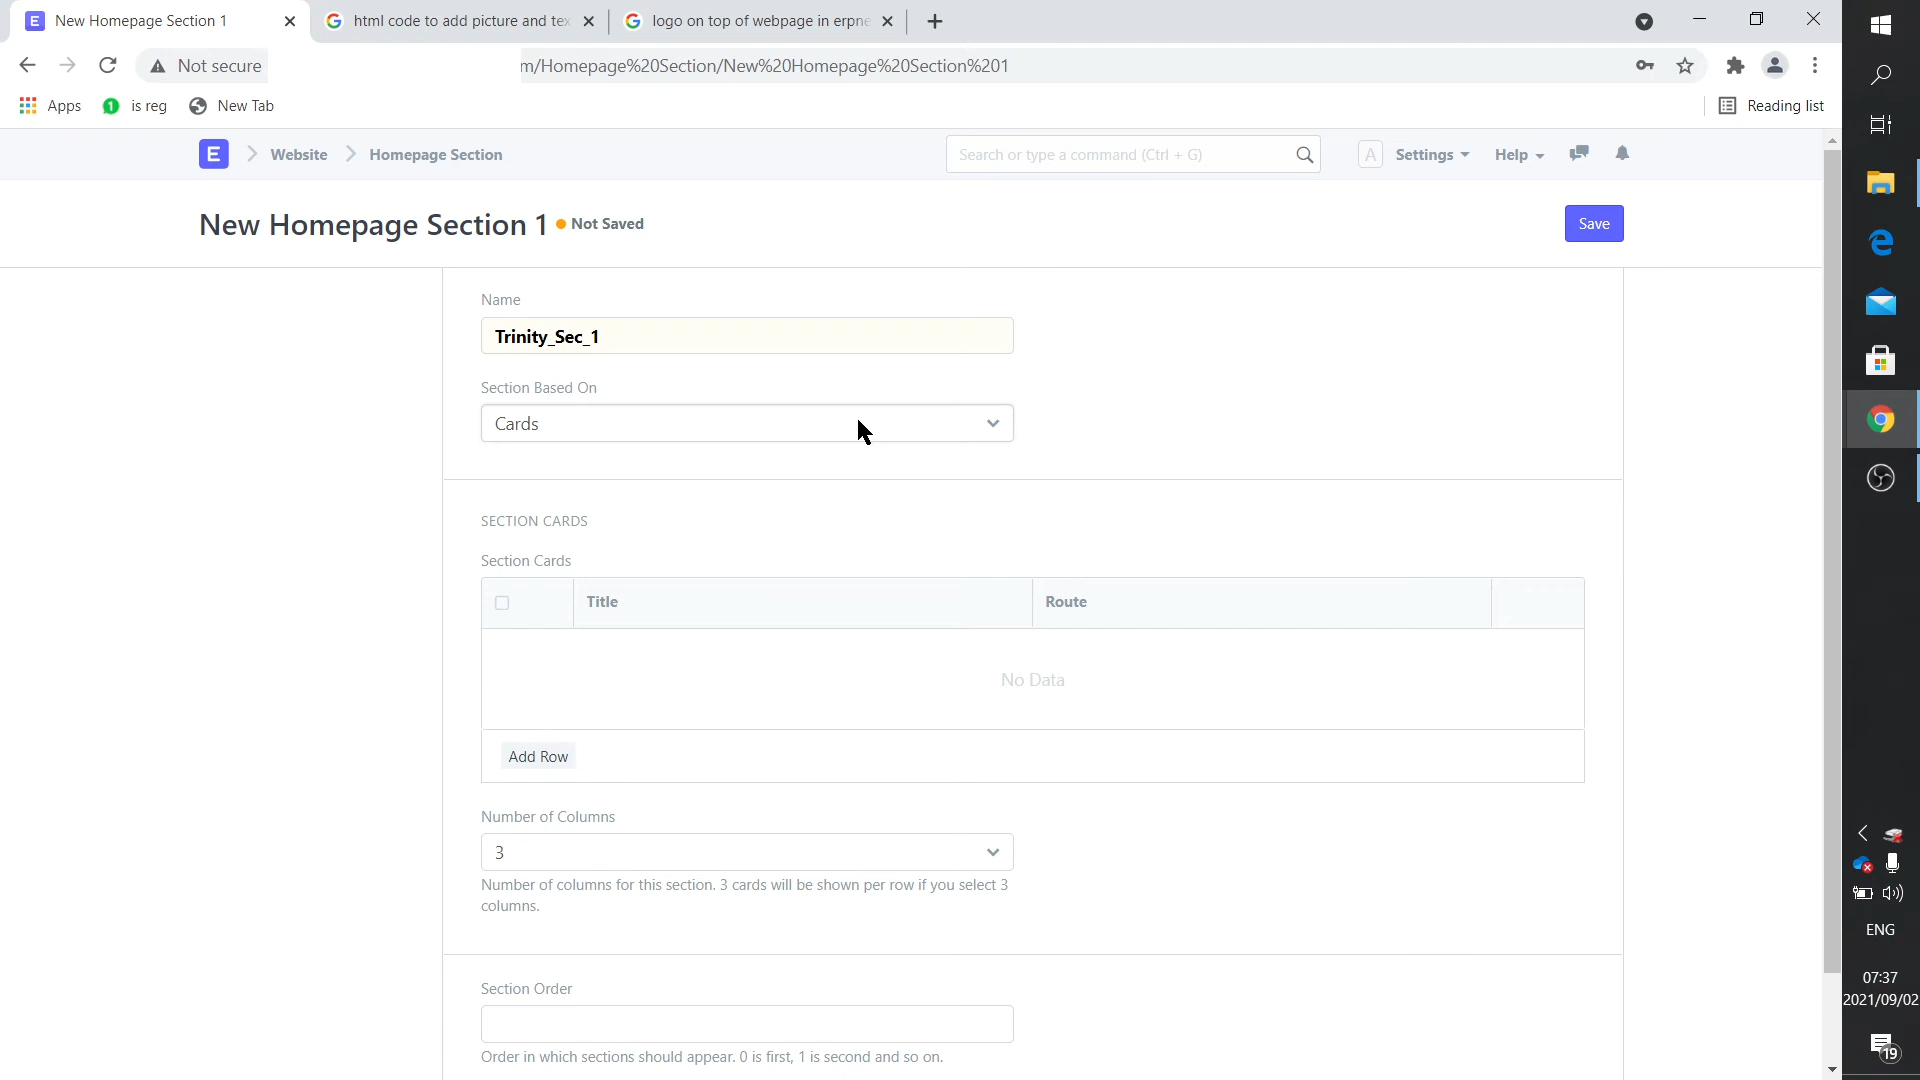 New Homepage Section 1
html code to add picture and tex
logo on top of webpage in erpne
Not secure
m/Homepage%20Section/New%20Homepage%20Section%201
Apps
1
is reg
New Tab
Reading list
E
Website
Homepage Section
Search or type a command (Ctrl + G)
A
Settings
Help
New Homepage Section 1
Not Saved
Save
Name
Trinity_Sec_1
Section Based On
Cards
SECTION CARDS
Section Cards
Title
Route
No Data
Add Row
Number of Columns
3
Number of columns for this section. 3 cards will be shown per row if you select 3
columns.
Section Order
Order in which sections should appear. 0 is first, 1 is second and so on.
ENG
07:37
2021/09/02
19